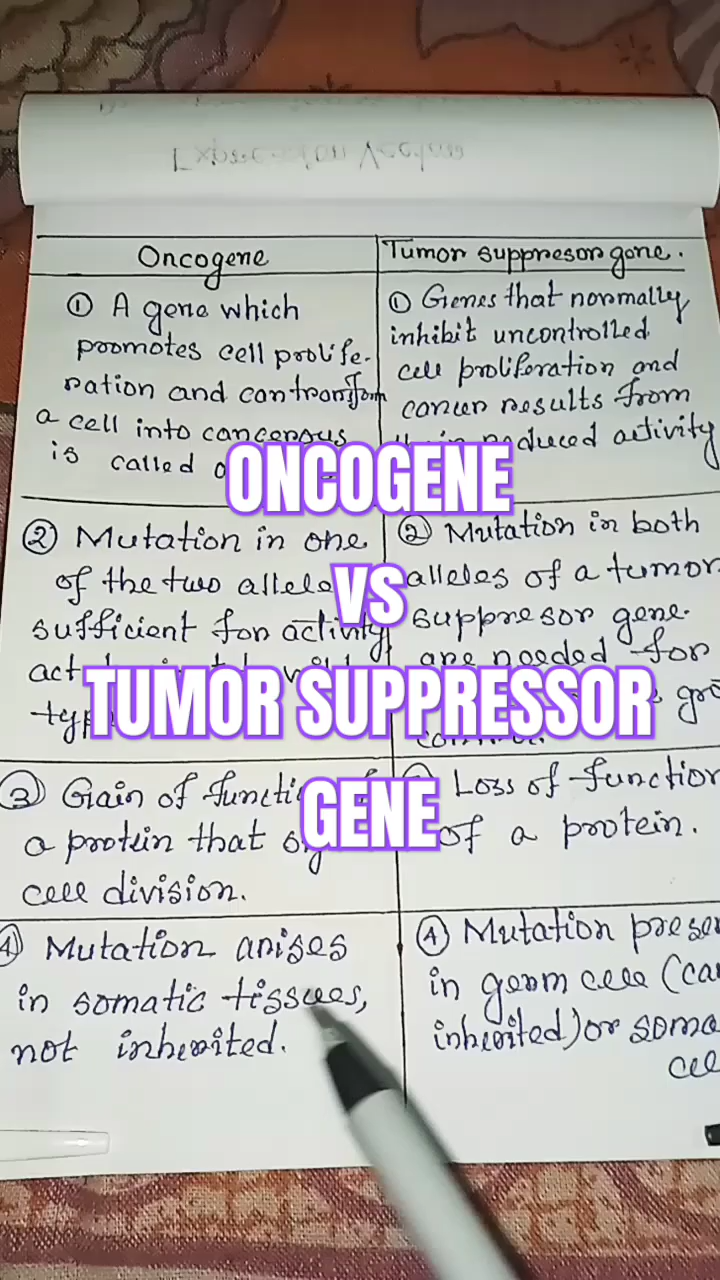 Oncogene
Tumor suppresor gene.
① A gene which
promotes cell prolife-
ration and can transform
a cell into cancerous
is called
① Genes that normally
inhibit uncontrolled
cell proliferation and
cancer results from
reduced activity
② Mutation in one
of the two allele
sufficient for activity
② Mutation in both
alleles of a tumor
suppresor gene
are needed for
③ Gain of
a protein that
cell division.
Loss of function
of a protein.
④ Mutation arises
in somatic tissues,
not inherited.
④ Mutation
in germ cell
inherited) or
ONCOGENE
VS
TUMOR SUPPRESSOR
GENE